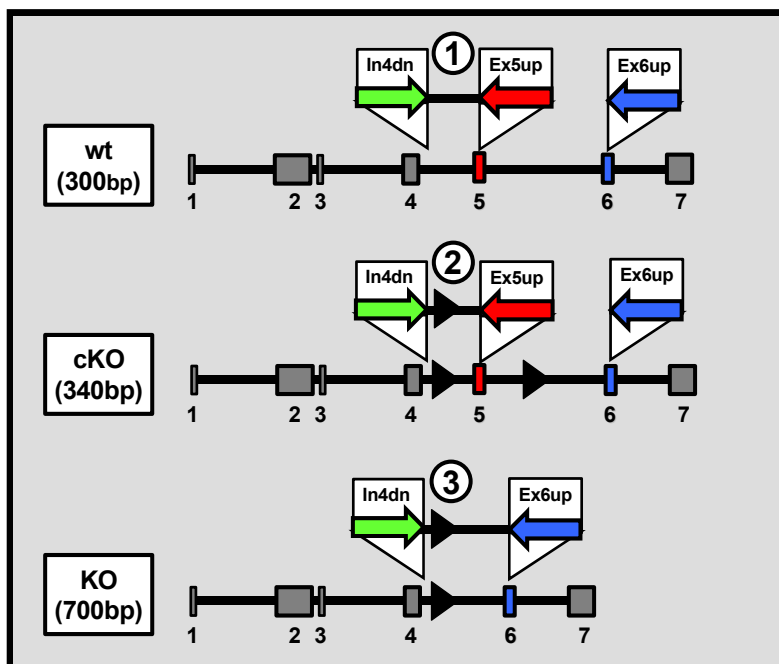 1
In4dn Ex5up Ex6up
wt
(300bp)
1 2 3 4 5 6 7
2
In4dn Ex5up Ex6up
cKO
(340bp)
1 2 3 4 5 6 7
3
In4dn Ex6up
KO
(700bp)
1 2 3 4 6 7